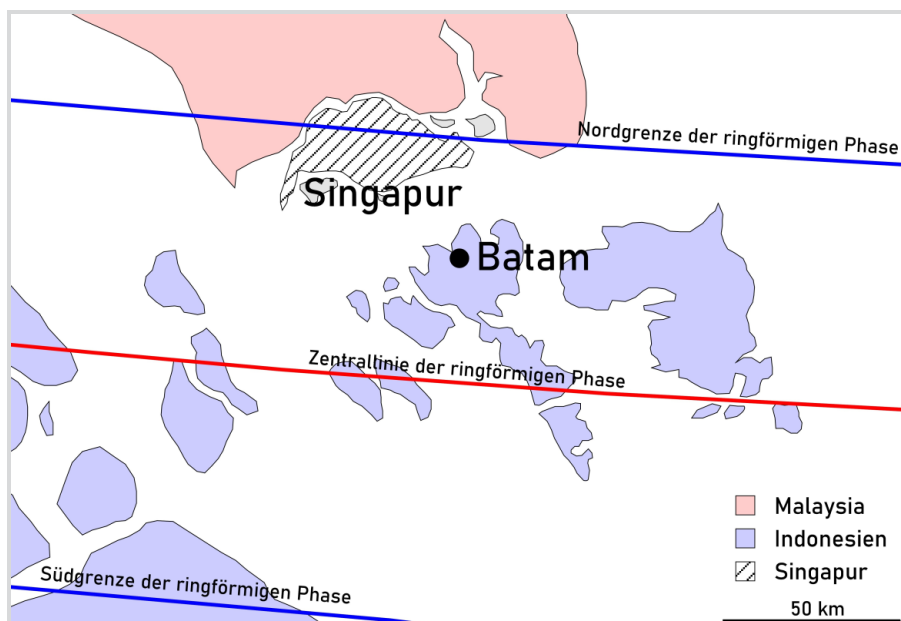 Nordgrenze der ringförmigen Phase
Singapur
Batam
Zentrallinie der ringförmigen Phase
Malaysia
Indonesien
Singapur
Südgrenze der ringförmigen Phase
50 km